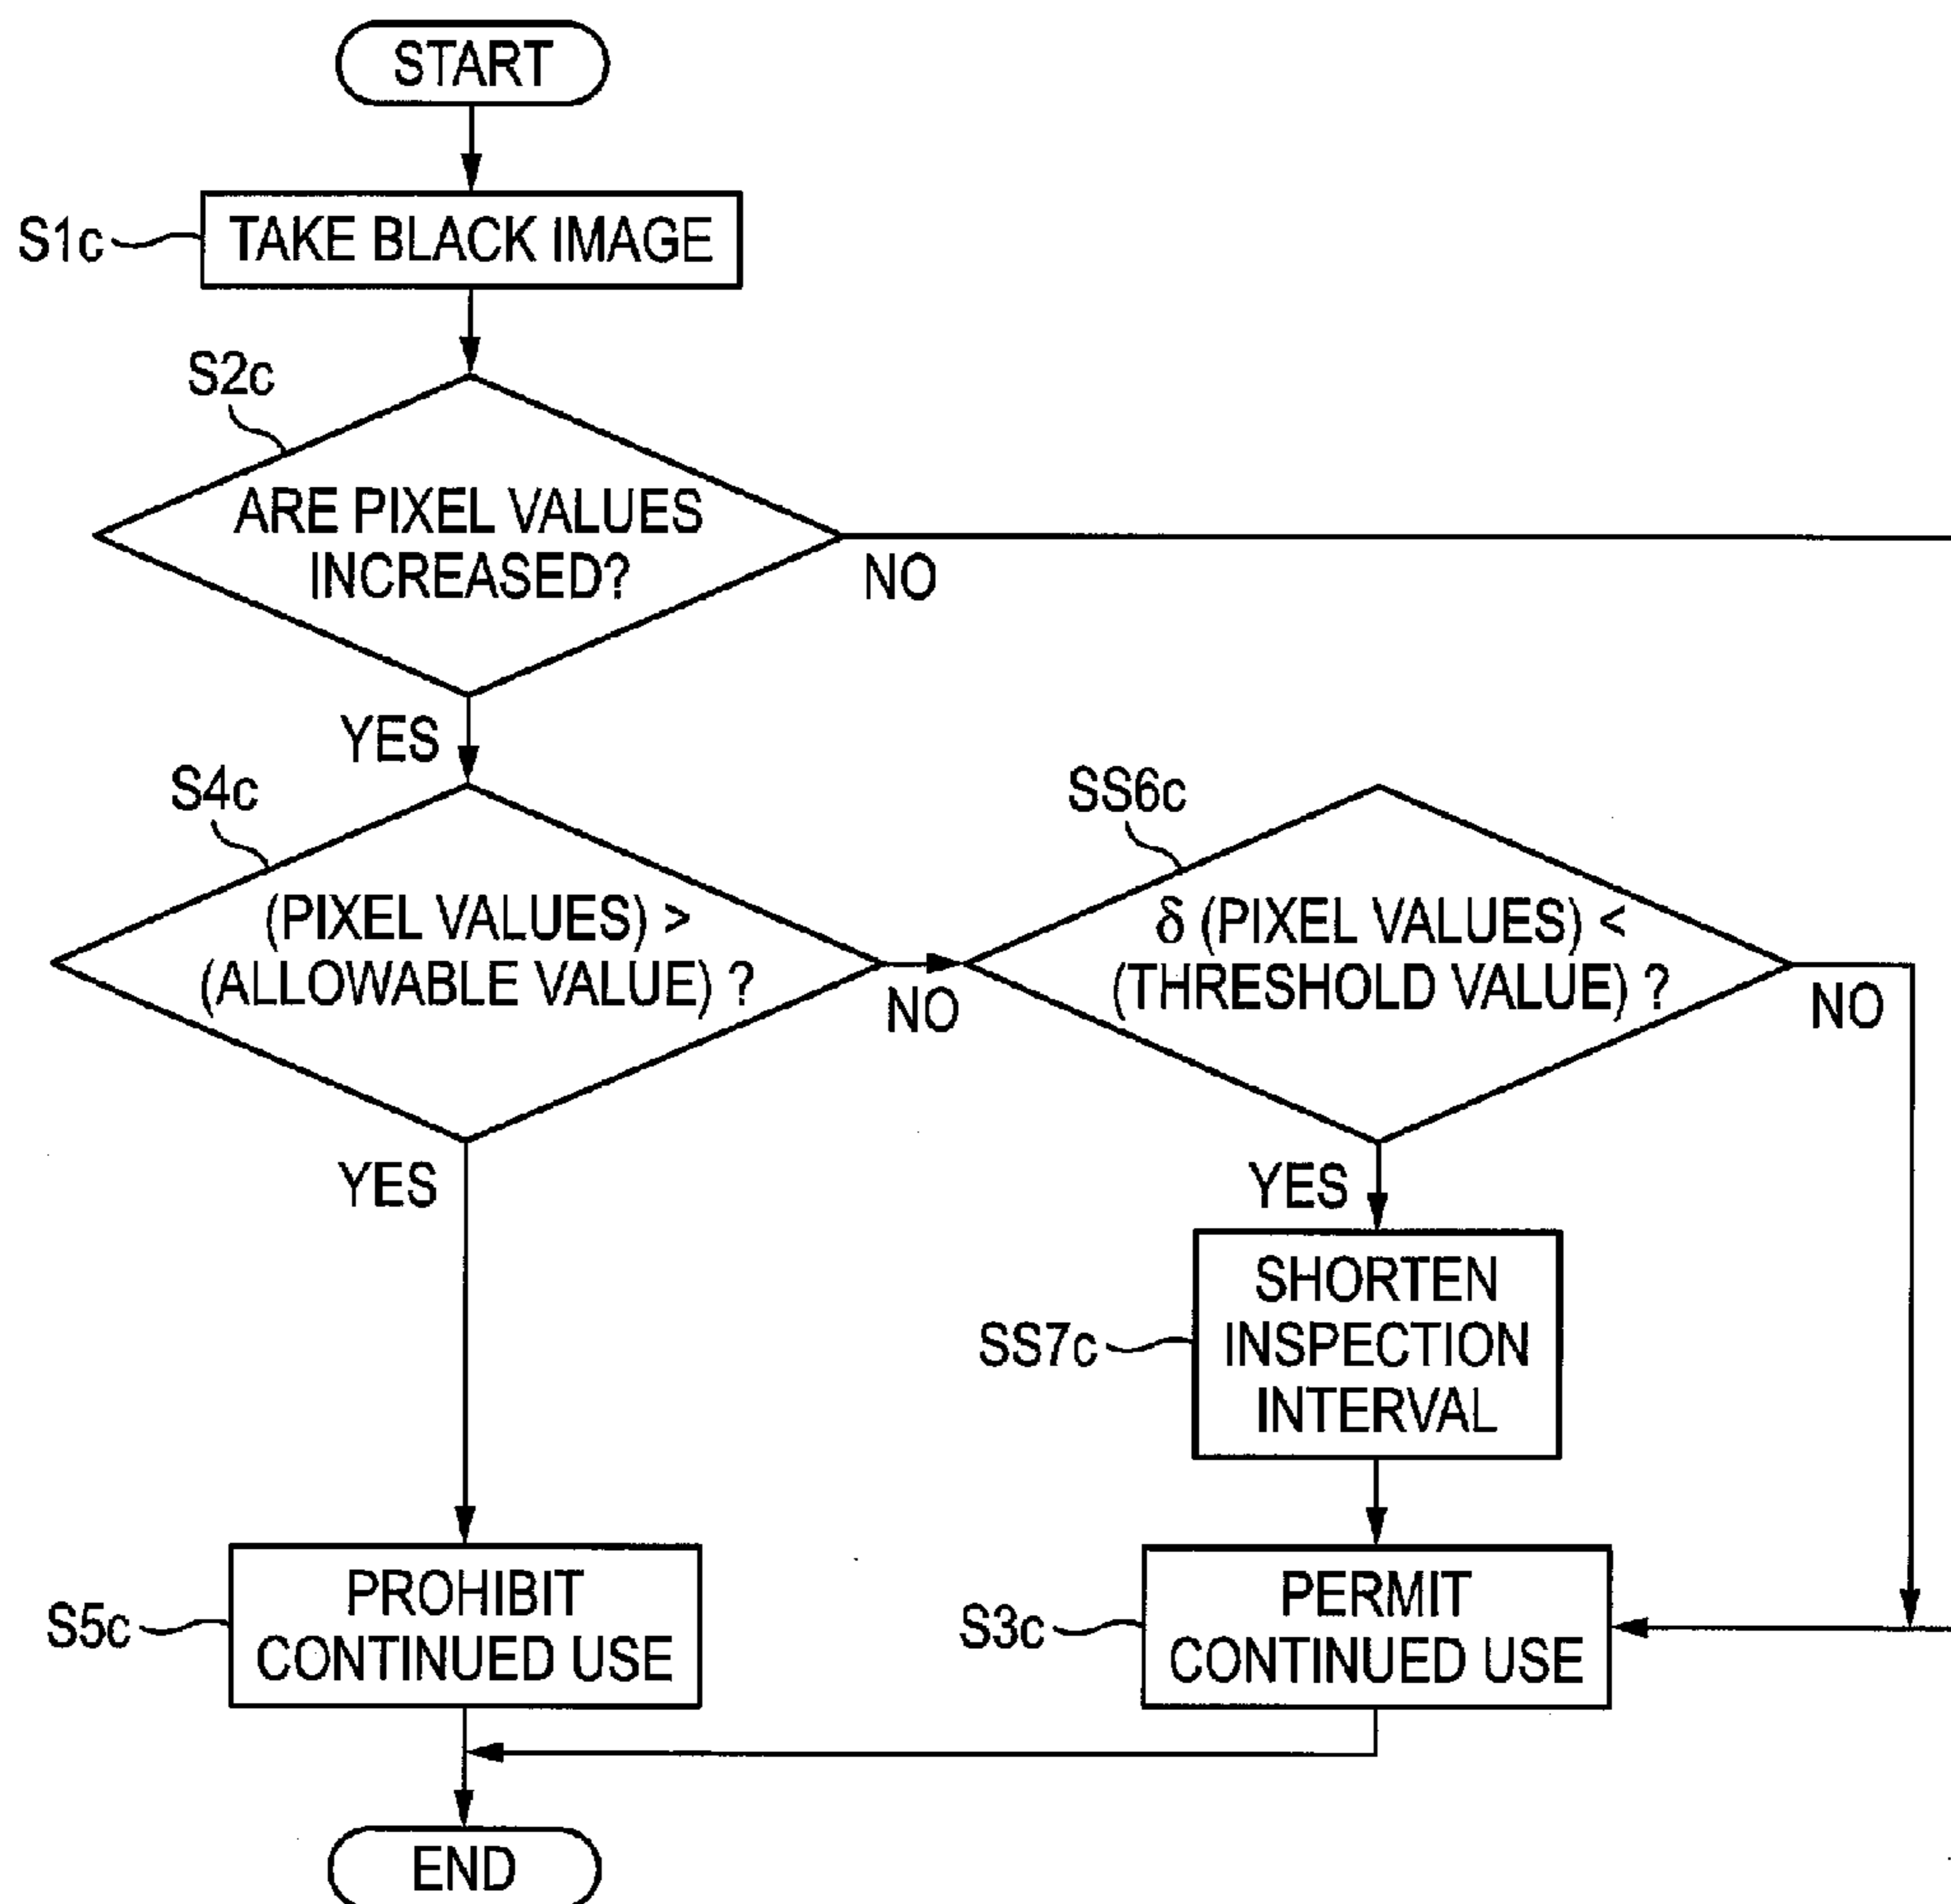 START
S1c
TAKE BLACK IMAGE
S2c
ARE PIXEL VALUES
INCREASED?
NO
YES
S4c
(PIXEL VALUES) >
(ALLOWABLE VALUE) ?
NO
YES
SS6c
δ (PIXEL VALUES) <
(THRESHOLD VALUE) ?
NO
YES
SS7c
SHORTEN
INSPECTION
INTERVAL
S5c
PROHIBIT
CONTINUED USE
S3c
PERMIT
CONTINUED USE
END